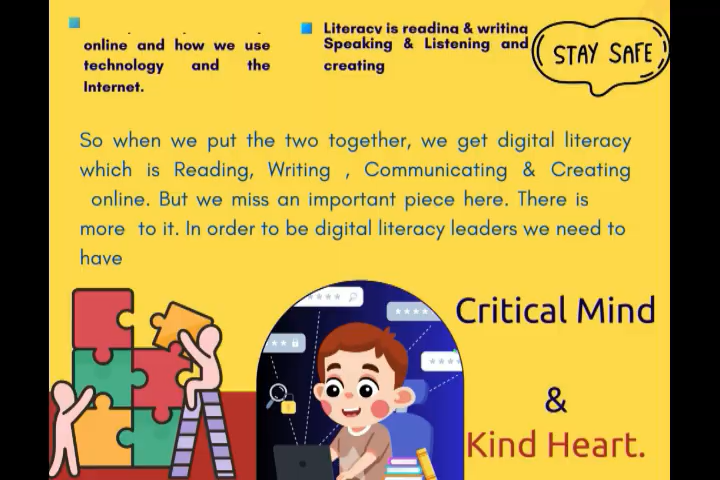 online and how we use
technology and the
Internet.
Literacy is reading & writing
Speaking & Listening and
creating
STAY SAFE
So when we put the two together, we get digital literacy
which is Reading, Writing , Communicating & Creating
online. But we miss an important piece here. There is
more to it. In order to be digital literacy leaders we need to
have
Critical Mind
&
Kind Heart.